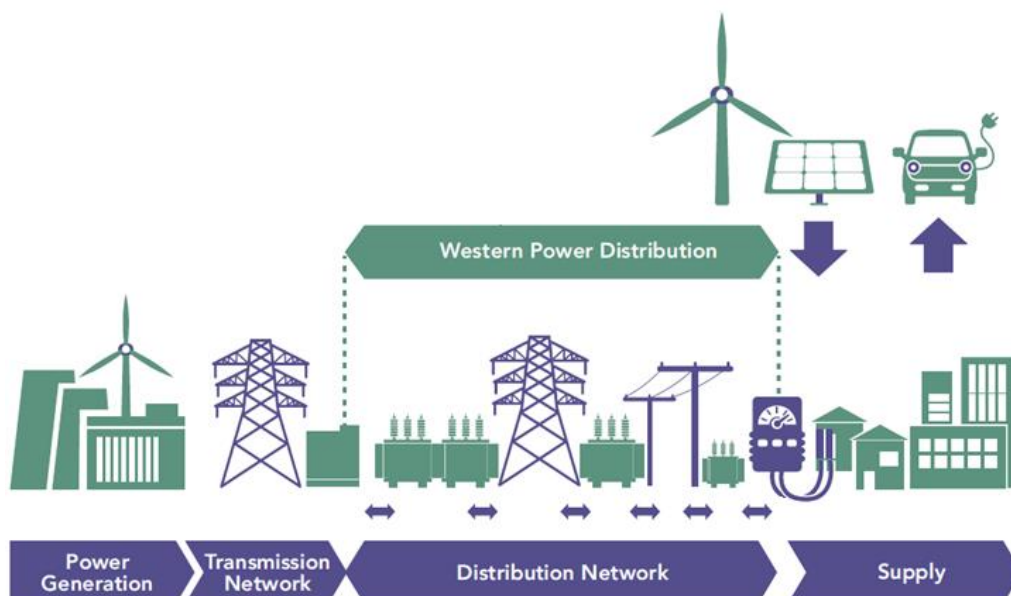 Western Power Distribution
Power
Generation
Transmission
Network
Distribution Network
Supply